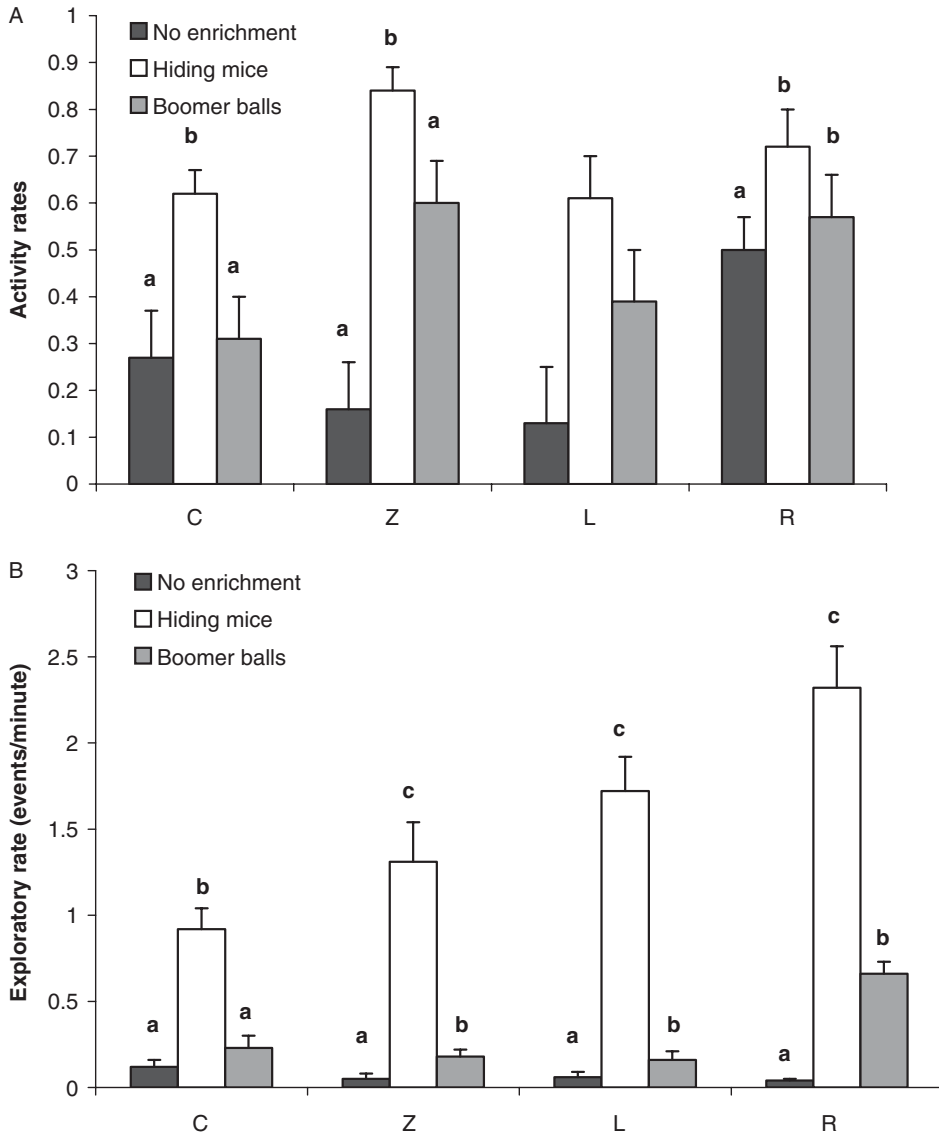 A
No enrichment
Hiding mice
Boomer balls
1
0.9
0.8
0.7
0.6
0.5
0.4
0.3
0.2
0.1
0
Activity rates
a
b
a
a
b
a
a
b
b
C Z L R
B
No enrichment
Hiding mice
Boomer balls
3
2.5
2
1.5
1
0.5
0
Exploratory rate (events/minute)
a
b
a
a
c
b
a
c
b
a
c
b
C Z L R